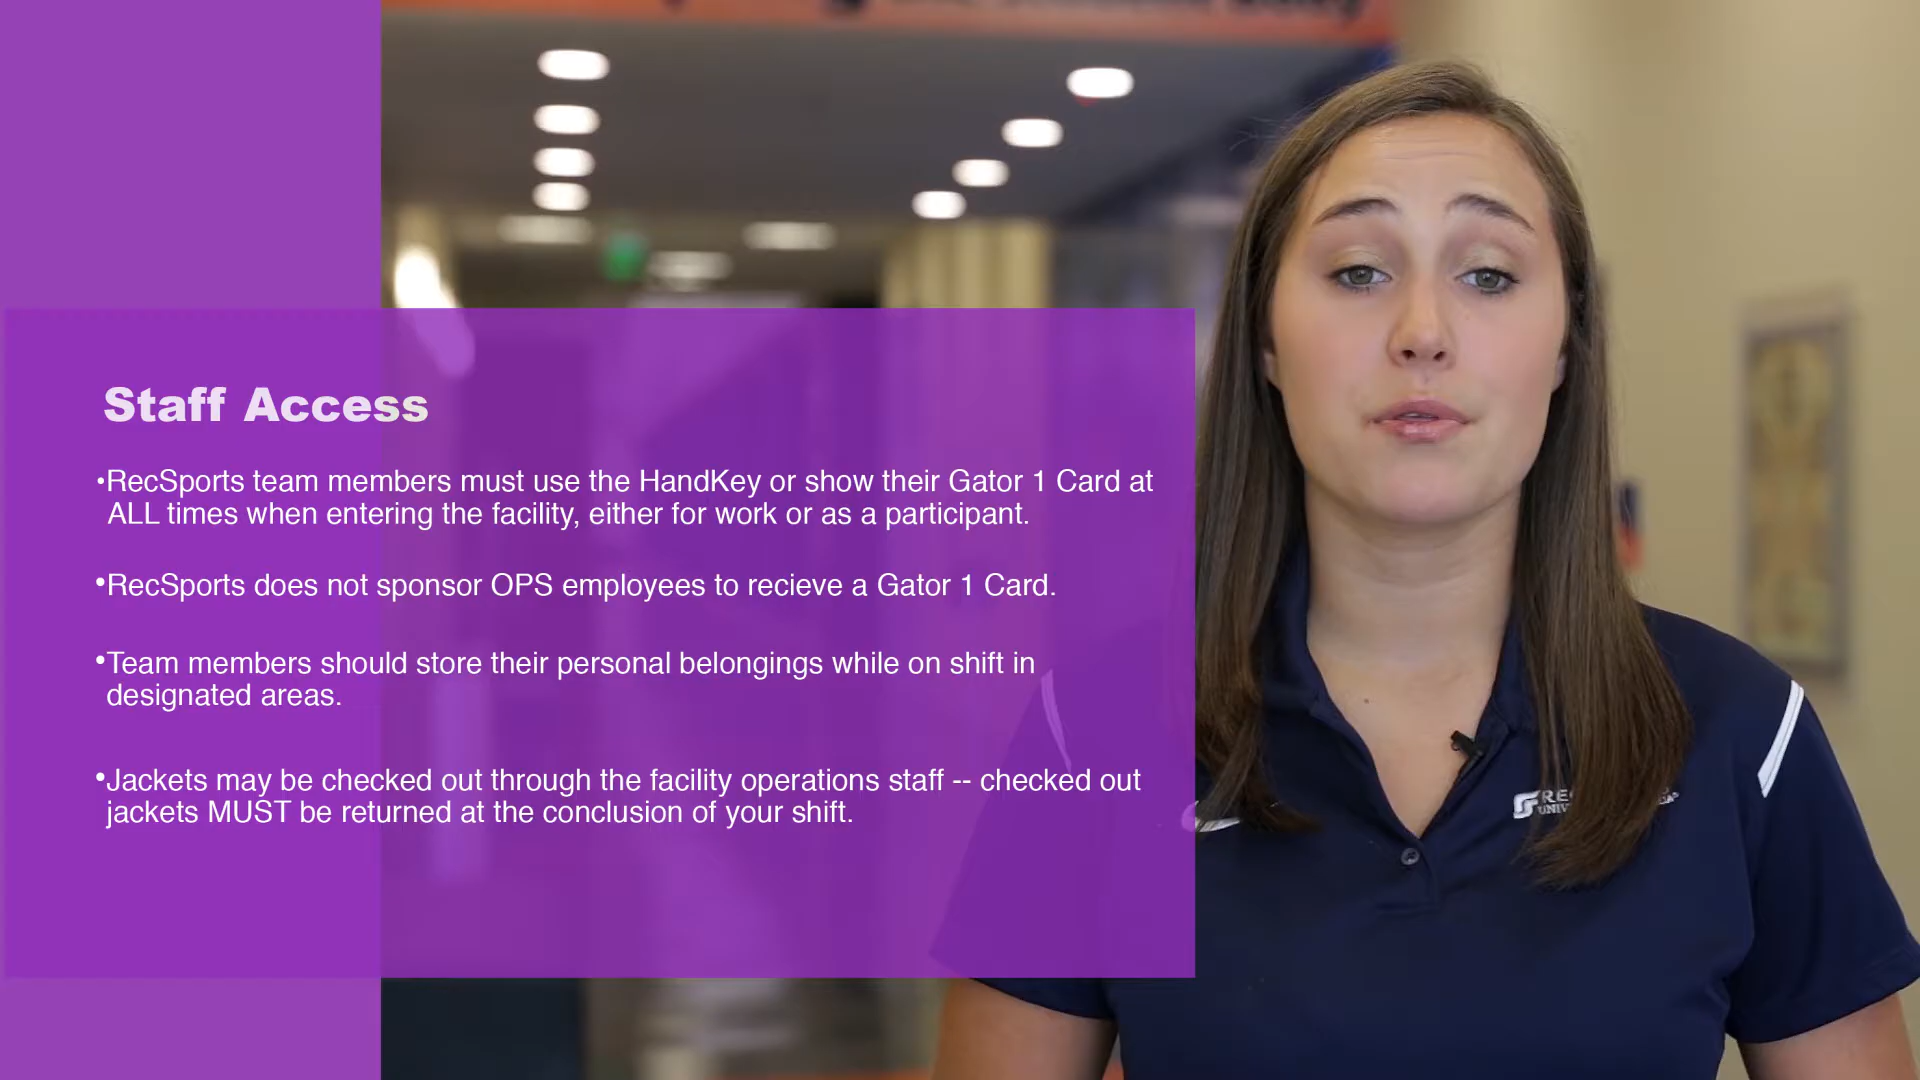 Staff Access
•RecSports team members must use the HandKey or show their Gator 1 Card at
ALL times when entering the facility, either for work or as a participant.
•RecSports does not sponsor OPS employees to recieve a Gator 1 Card.
•Team members should store their personal belongings while on shift in
designated areas.
•Jackets may be checked out through the facility operations staff -- checked out
jackets MUST be returned at the conclusion of your shift.